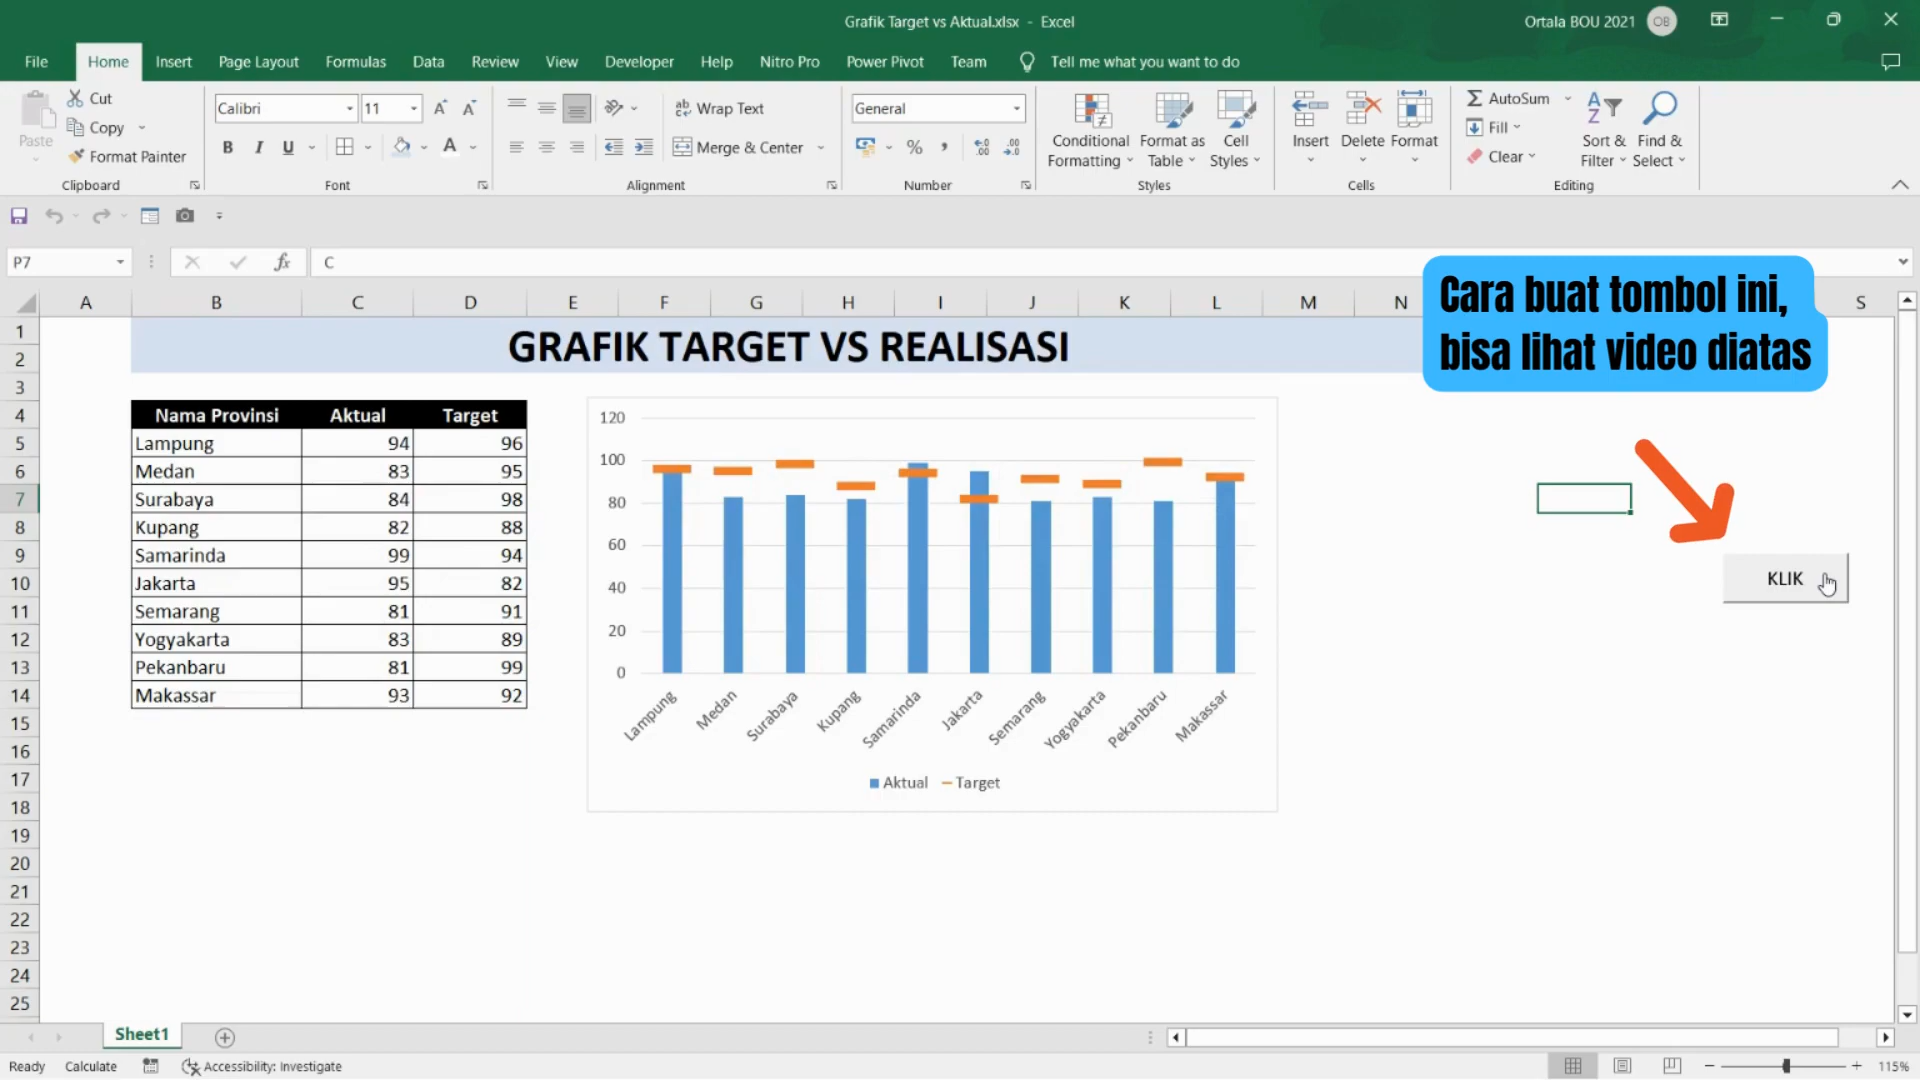 Grafik Target vs Aktual.xlsx - Excel
Ortala BOU 2021 OB
File Home Insert Page Layout Formulas Data Review View Developer Help Nitro Pro Power Pivot Team Tell me what you want to do
Paste
Cut
Copy
Format Painter
Clipboard
Calibri 11
B I U
Font
ab Wrap Text
Merge & Center
Alignment
General
% ,
Number
Conditional Formatting
Format as Table
Cell Styles
Styles
Insert Delete Format
Cells
AutoSum
Fill
Clear
Sort & Filter
Find & Select
Editing
P7 fx C
A B C D E F G H I J K L M N S
Cara buat tombol ini,
bisa lihat video diatas
1
2
3
4
5
6
7
8
9
10
11
12
13
14
15
16
17
18
19
20
21
22
23
24
25
GRAFIK TARGET VS REALISASI
Nama Provinsi Aktual Target
Lampung 94 96
Medan 83 95
Surabaya 84 98
Kupang 82 88
Samarinda 99 94
Jakarta 95 82
Semarang 81 91
Yogyakarta 83 89
Pekanbaru 81 99
Makassar 93 92
120
100
80
60
40
20
0
Lampung Medan Surabaya Kupang Samarinda Jakarta Semarang Yogyakarta Pekanbaru Makassar
Aktual Target
KLIK
Sheet1
Ready Calculate Accessibility: Investigate 115%